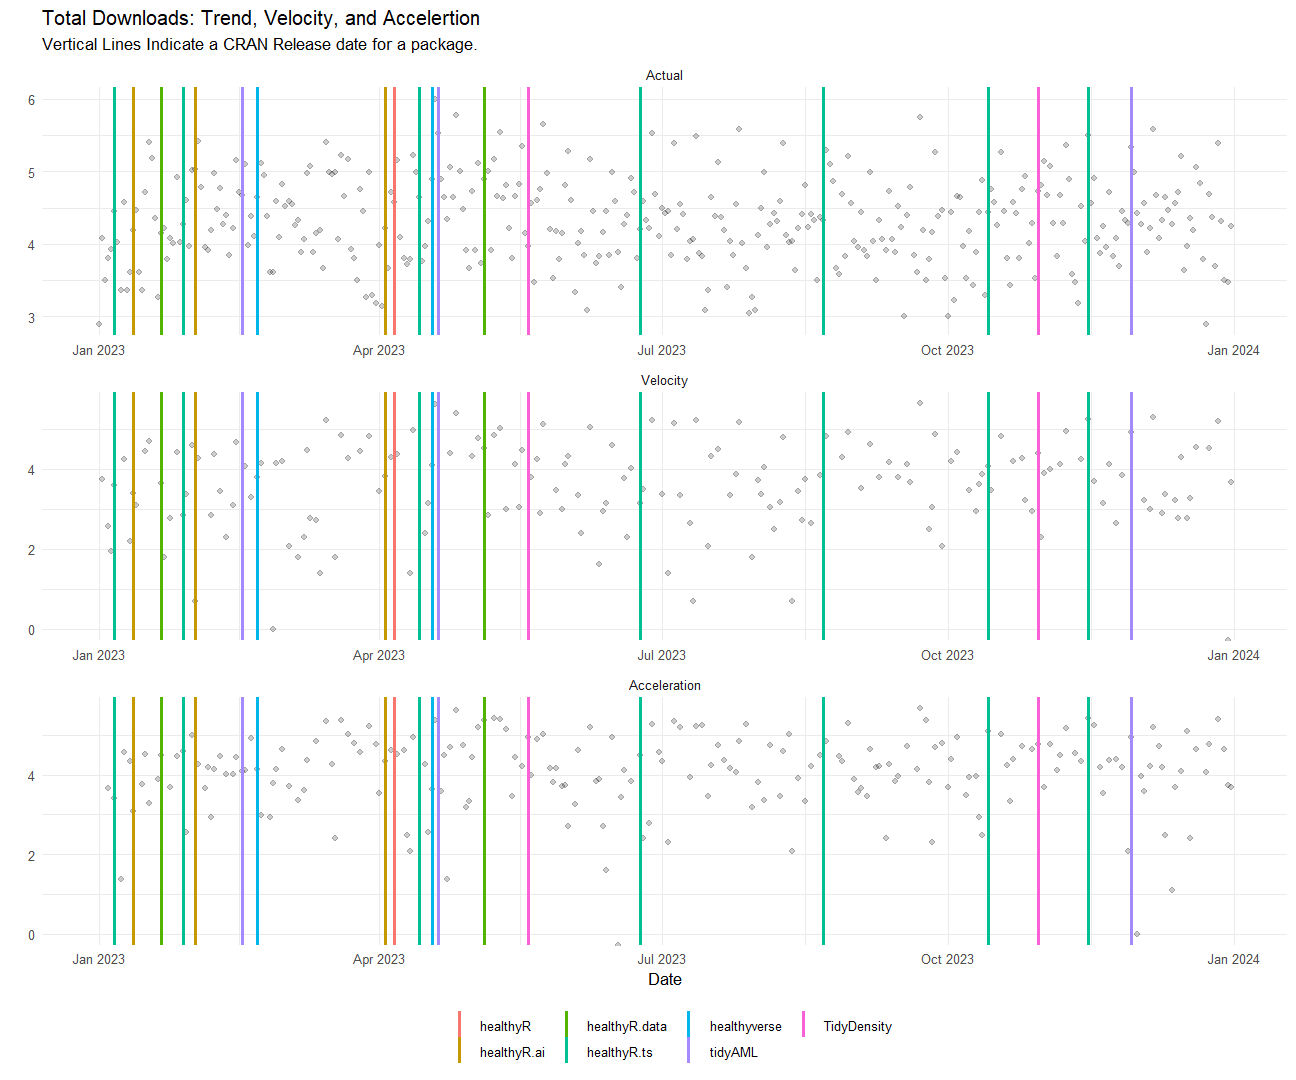 Total Downloads: Trend, Velocity, and Accelertion
Vertical Lines Indicate a CRAN Release date for a package.
Actual
6
5
4
3
Jan 2023 Apr 2023 Jul 2023 Oct 2023 Jan 2024
Velocity
4
2
0
Jan 2023 Apr 2023 Jul 2023 Oct 2023 Jan 2024
Acceleration
4
2
0
Jan 2023 Apr 2023 Jul 2023 Oct 2023 Jan 2024
Date
healthyR healthyR.data healthyverse TidyDensity
healthyR.ai healthyR.ts tidyAML